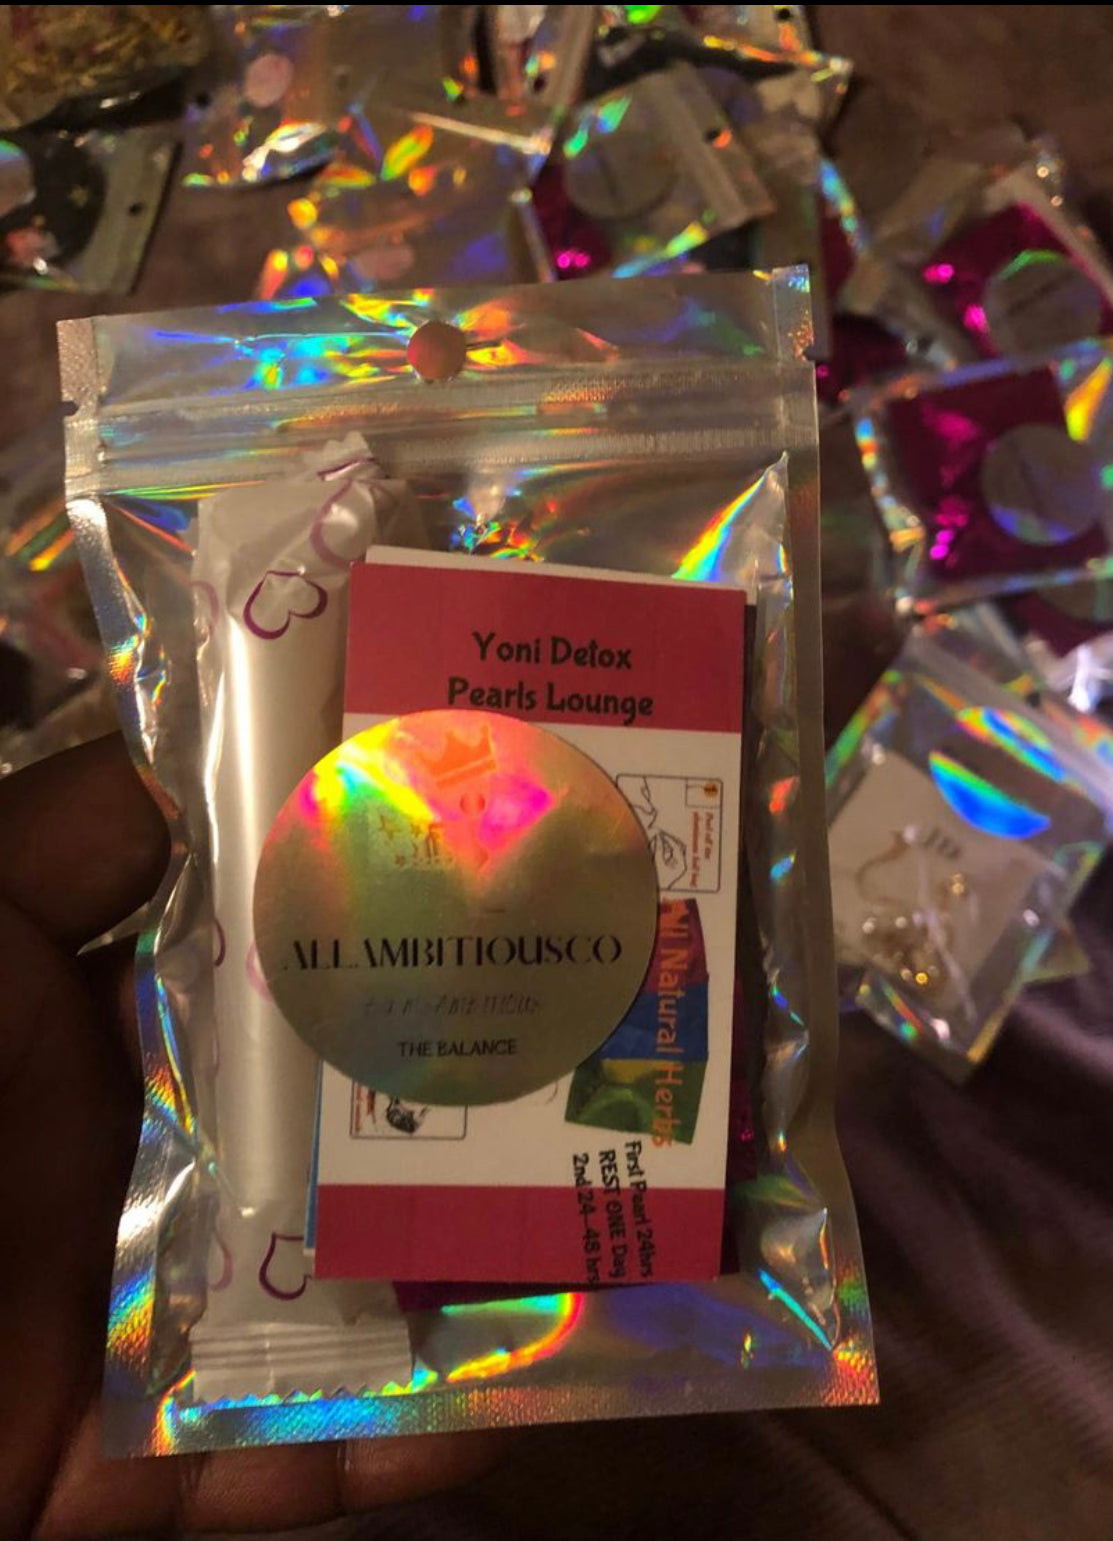 Yoni Detox
Pearls Lounge
ALLAMBITIOUSCO
THE BALANCE
All Natural Herbs
First Pearl 24hrs
REST ONE Day
2nd 24-48 hrs